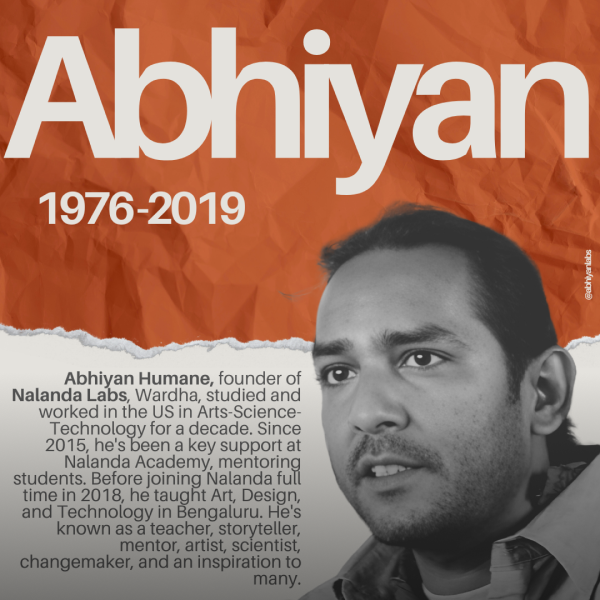 Abhiyan
1976-2019
@abhiyanlabs
Abhiyan Humane, founder of
Nalanda Labs, Wardha, studied and
worked in the US in Arts-Science-
Technology for a decade. Since
2015, he's been a key support at
Nalanda Academy, mentoring
students. Before joining Nalanda full
time in 2018, he taught Art, Design,
and Technology in Bengaluru. He's
known as a teacher, storyteller,
mentor, artist, scientist,
changemaker, and an inspiration to
many.